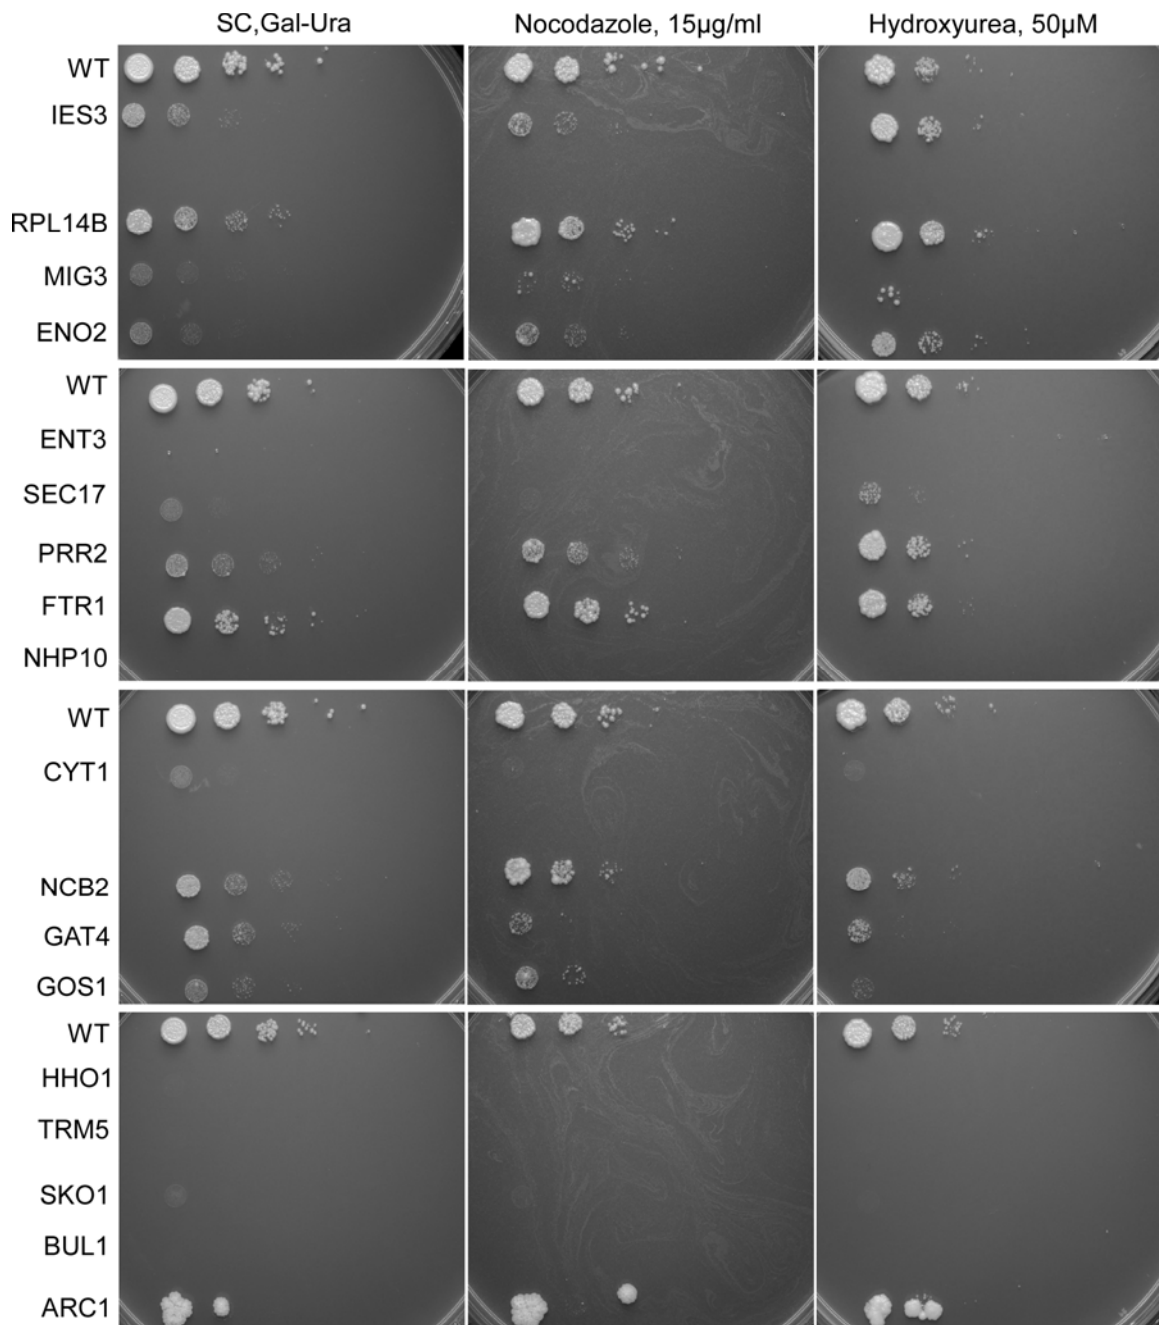 SC,Gal-Ura Nocodazole, 15µg/ml Hydroxyurea, 50µM
WT
IES3
RPL14B
MIG3
ENO2
WT
ENT3
SEC17
PRR2
FTR1
NHP10
WT
CYT1
NCB2
GAT4
GOS1
WT
HHO1
TRM5
SKO1
BUL1
ARC1